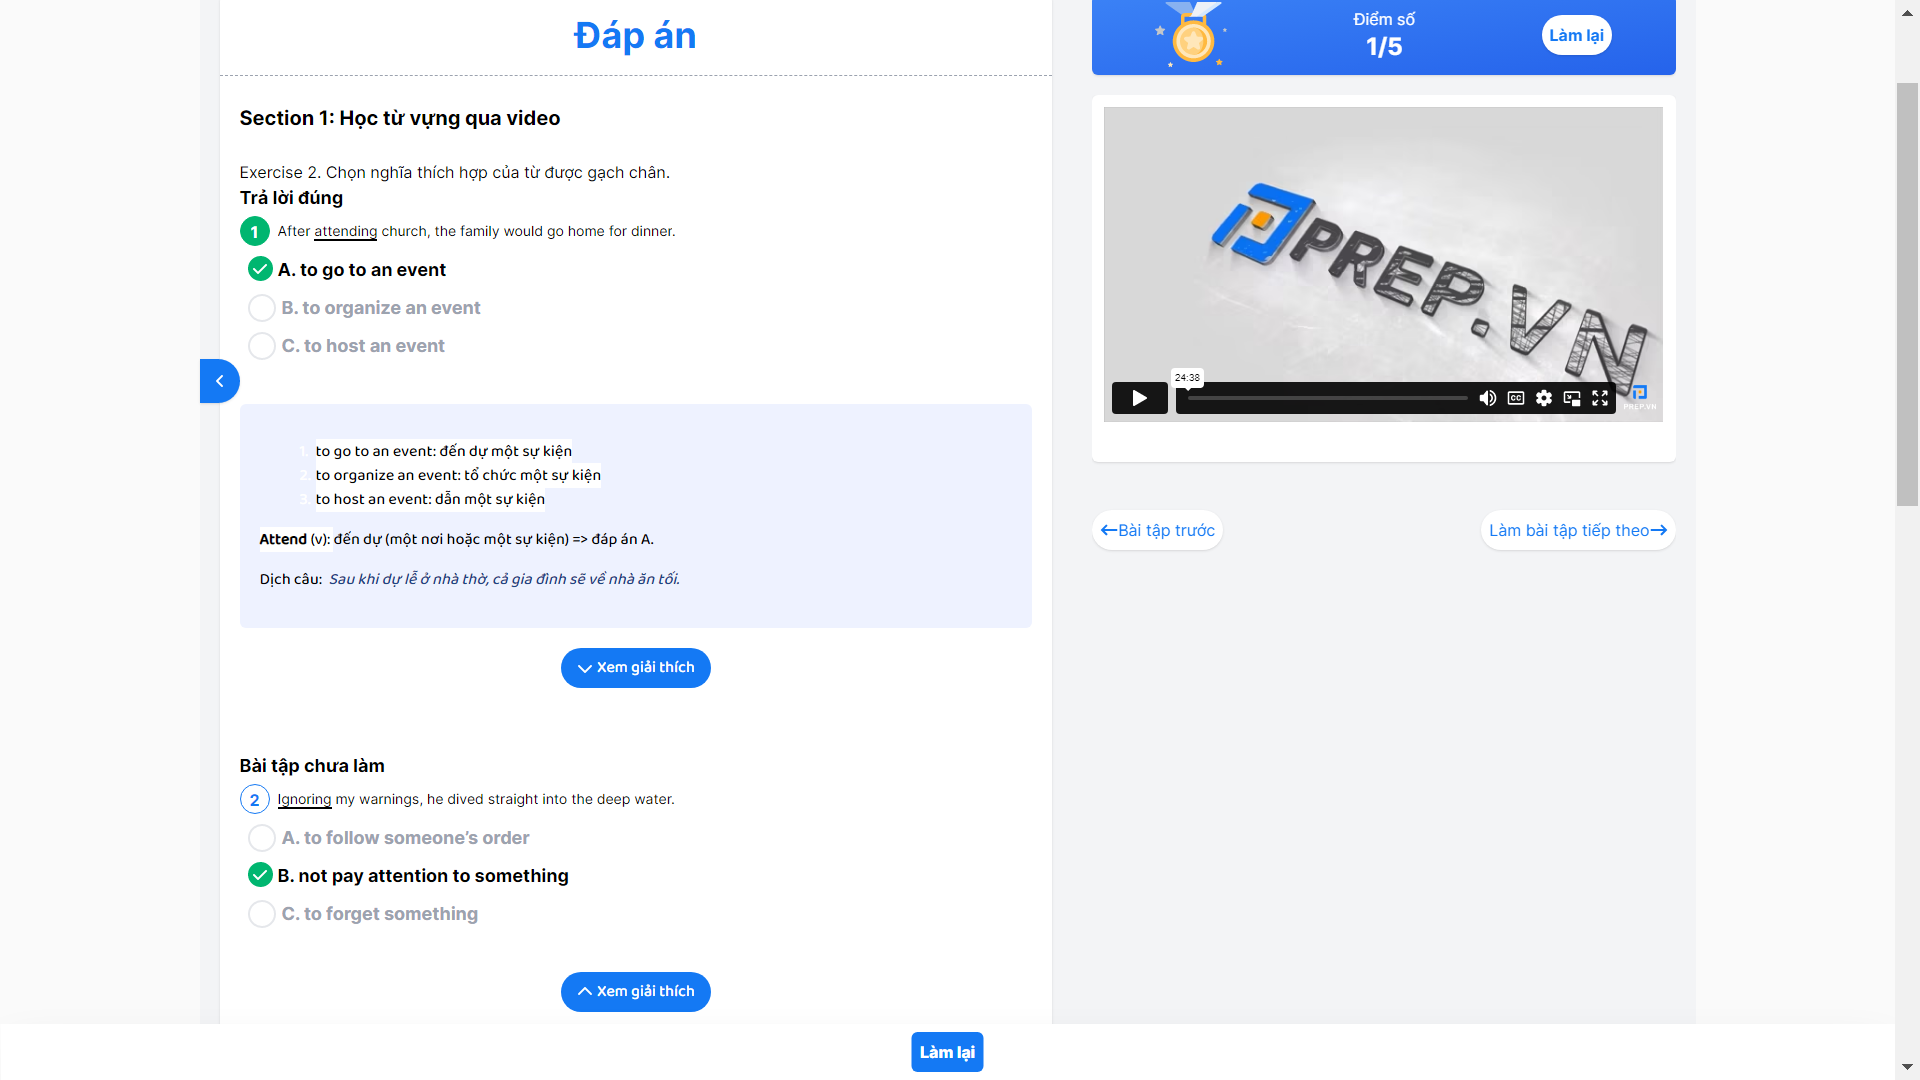 Đáp án
Section 1: Học từ vựng qua video
Exercise 2. Chọn nghĩa thích hợp của từ được gạch chân.
Trả lời đúng
1 After attending church, the family would go home for dinner.
A. to go to an event
B. to organize an event
C. to host an event
1. to go to an event: đến dự một sự kiện
2. to organize an event: tổ chức một sự kiện
3. to host an event: dẫn một sự kiện
Attend (v): đến dự (một nơi hoặc một sự kiện) => đáp án A.
Dịch câu: Sau khi dự lễ ở nhà thờ, cả gia đình sẽ về nhà ăn tối.
Xem giải thích
Bài tập chưa làm
2 Ignoring my warnings, he dived straight into the deep water.
A. to follow someone’s order
B. not pay attention to something
C. to forget something
Xem giải thích
Điểm số
1/5
Làm lại
PREP.VN
24:38
CC
PREP.VN
Bài tập trước
Làm bài tập tiếp theo
Làm lại